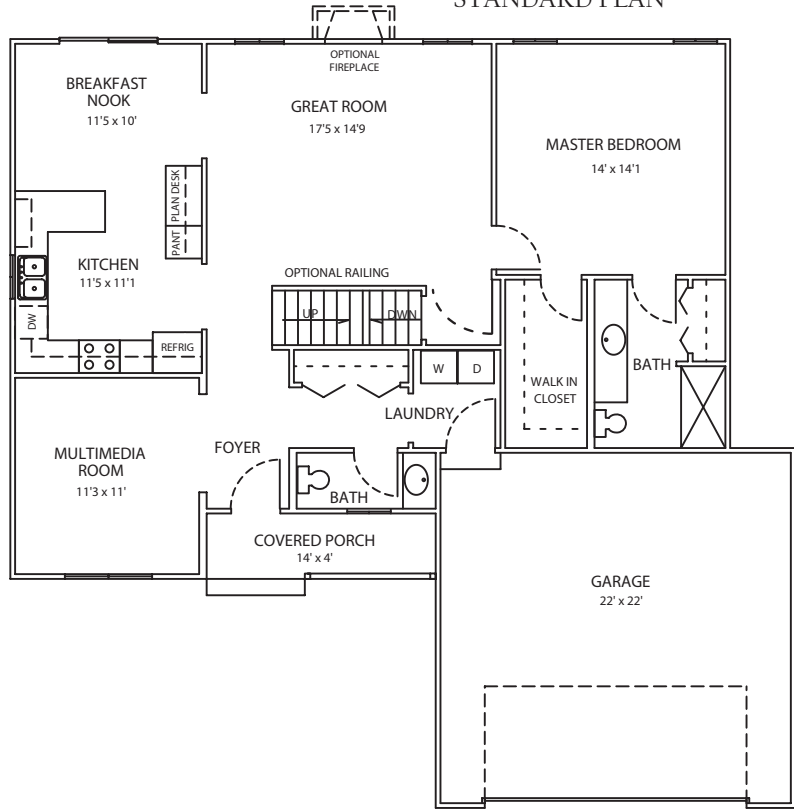 STANDARD PLAN
OPTIONAL
FIREPLACE
BREAKFAST
NOOK
11'5 x 10'
GREAT ROOM
17'5 x 14'9
MASTER BEDROOM
14' x 14'1
PLAN DESK
PANT
KITCHEN
11'5 x 11'1
OPTIONAL RAILING
UP
DWN
DW
REFRIG
W
D
WALK IN
CLOSET
BATH
LAUNDRY
MULTIMEDIA
ROOM
11'3 x 11'
FOYER
BATH
COVERED PORCH
14' x 4'
GARAGE
22' x 22'